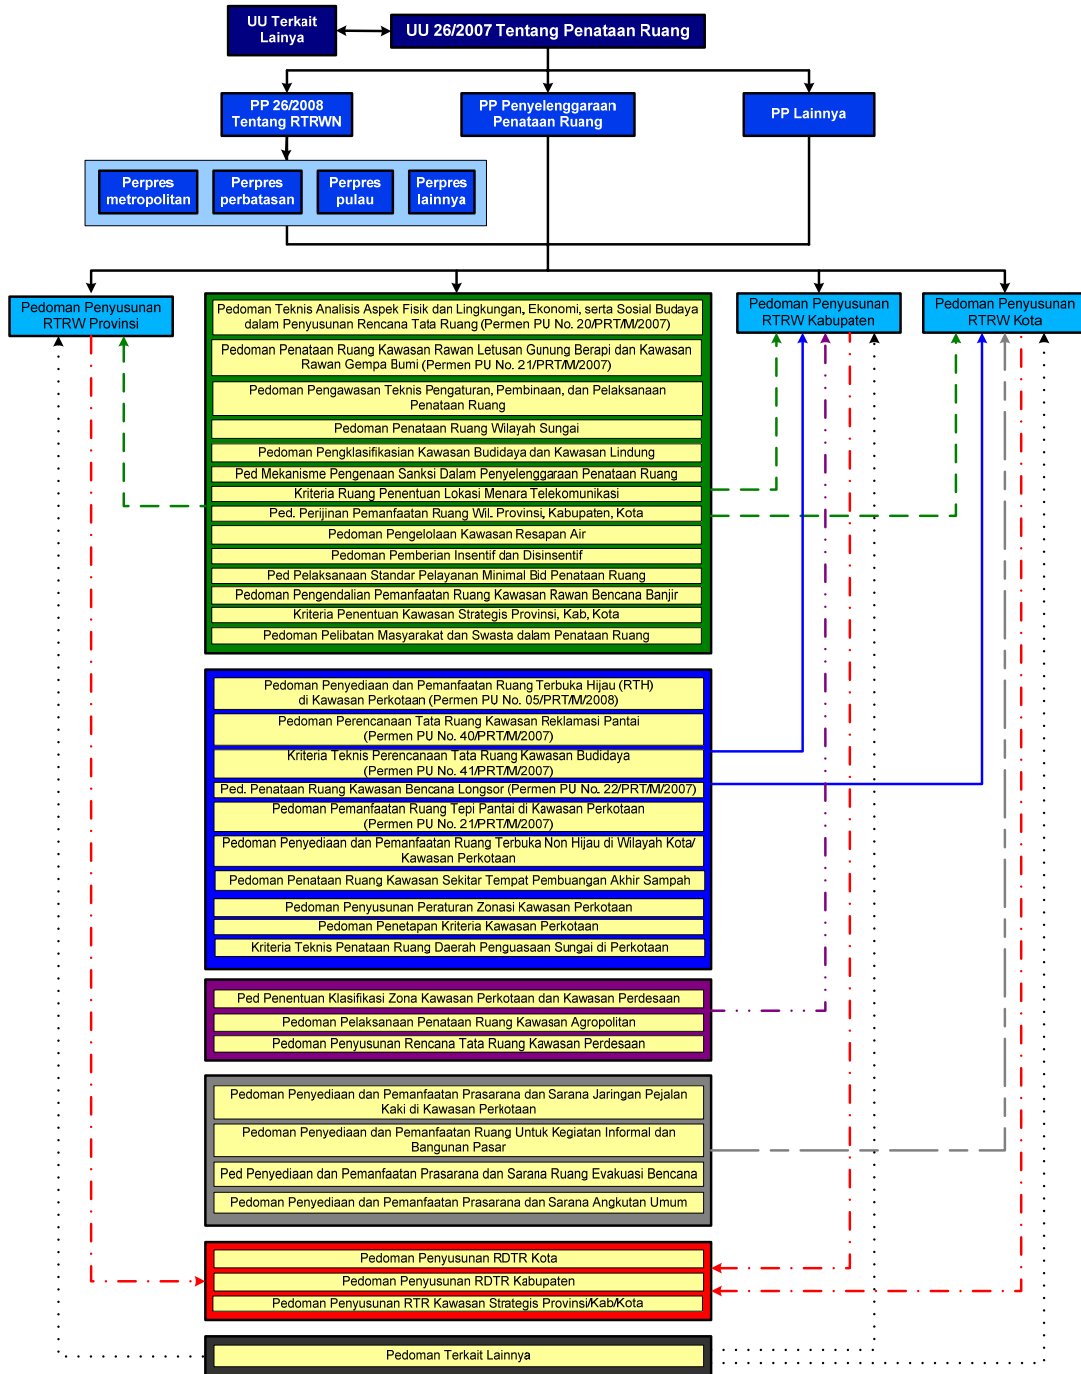 UU Terkait
Lainya
UU 26/2007 Tentang Penataan Ruang
PP 26/2008
Tentang RTRWN
PP Penyelenggaraan
Penataan Ruang
PP Lainnya
Perpres
metropolitan
Perpres
perbatasan
Perpres
pulau
Perpres
lainnya
Pedoman Penyusunan
RTRW Provinsi
Pedoman Teknis Analisis Aspek Fisik dan Lingkungan, Ekonomi, serta Sosial Budaya
dalam Penyusunan Rencana Tata Ruang (Permen PU No. 20/PRT/M/2007)
Pedoman Penyusunan
RTRW Kabupaten
Pedoman Penyusunan
RTRW Kota
Pedoman Penataan Ruang Kawasan Rawan Letusan Gunung Berapi dan Kawasan
Rawan Gempa Bumi (Permen PU No. 21/PRT/M/2007)
Pedoman Pengawasan Teknis Pengaturan, Pembinaan, dan Pelaksanaan
Penataan Ruang
Pedoman Penataan Ruang Wilayah Sungai
Pedoman Pengklasifikasian Kawasan Budidaya dan Kawasan Lindung
Ped Mekanisme Pengenaan Sanksi Dalam Penyelenggaraan Penataan Ruang
Kriteria Ruang Penentuan Lokasi Menara Telekomunikasi
Ped. Perijinan Pemanfaatan Ruang Wil. Provinsi, Kabupaten, Kota
Pedoman Pengelolaan Kawasan Resapan Air
Pedoman Pemberian Insentif dan Disinsentif
Ped Pelaksanaan Standar Pelayanan Minimal Bid Penataan Ruang
Pedoman Pengendalian Pemanfaatan Ruang Kawasan Rawan Bencana Banjir
Kriteria Penentuan Kawasan Strategis Provinsi, Kab, Kota
Pedoman Pelibatan Masyarakat dan Swasta dalam Penataan Ruang
Pedoman Penyediaan dan Pemanfaatan Ruang Terbuka Hijau (RTH)
di Kawasan Perkotaan (Permen PU No. 05/PRT/M/2008)
Pedoman Perencanaan Tata Ruang Kawasan Reklamasi Pantai
(Permen PU No. 40/PRT/M/2007)
Kriteria Teknis Perencanaan Tata Ruang Kawasan Budidaya
(Permen PU No. 41/PRT/M/2007)
Ped. Penataan Ruang Kawasan Bencana Longsor (Permen PU No. 22/PRT/M/2007)
Pedoman Pemanfaatan Ruang Tepi Pantai di Kawasan Perkotaan
(Permen PU No. 21/PRT/M/2007)
Pedoman Penyediaan dan Pemanfaatan Ruang Terbuka Non Hijau di Wilayah Kota/
Kawasan Perkotaan
Pedoman Penataan Ruang Kawasan Sekitar Tempat Pembuangan Akhir Sampah
Pedoman Penyusunan Peraturan Zonasi Kawasan Perkotaan
Pedoman Penetapan Kriteria Kawasan Perkotaan
Kriteria Teknis Penataan Ruang Daerah Penguasaan Sungai di Perkotaan
Ped Penentuan Klasifikasi Zona Kawasan Perkotaan dan Kawasan Perdesaan
Pedoman Pelaksanaan Penataan Ruang Kawasan Agropolitan
Pedoman Penyusunan Rencana Tata Ruang Kawasan Perdesaan
Pedoman Penyediaan dan Pemanfaatan Prasarana dan Sarana Jaringan Pejalan
Kaki di Kawasan Perkotaan
Pedoman Penyediaan dan Pemanfaatan Ruang Untuk Kegiatan Informal dan
Bangunan Pasar
Ped Penyediaan dan Pemanfaatan Prasarana dan Sarana Ruang Evakuasi Bencana
Pedoman Penyediaan dan Pemanfaatan Prasarana dan Sarana Angkutan Umum
Pedoman Penyusunan RDTR Kota
Pedoman Penyusunan RDTR Kabupaten
Pedoman Penyusunan RTR Kawasan Strategis Provinsi/Kab/Kota
Pedoman Terkait Lainnya